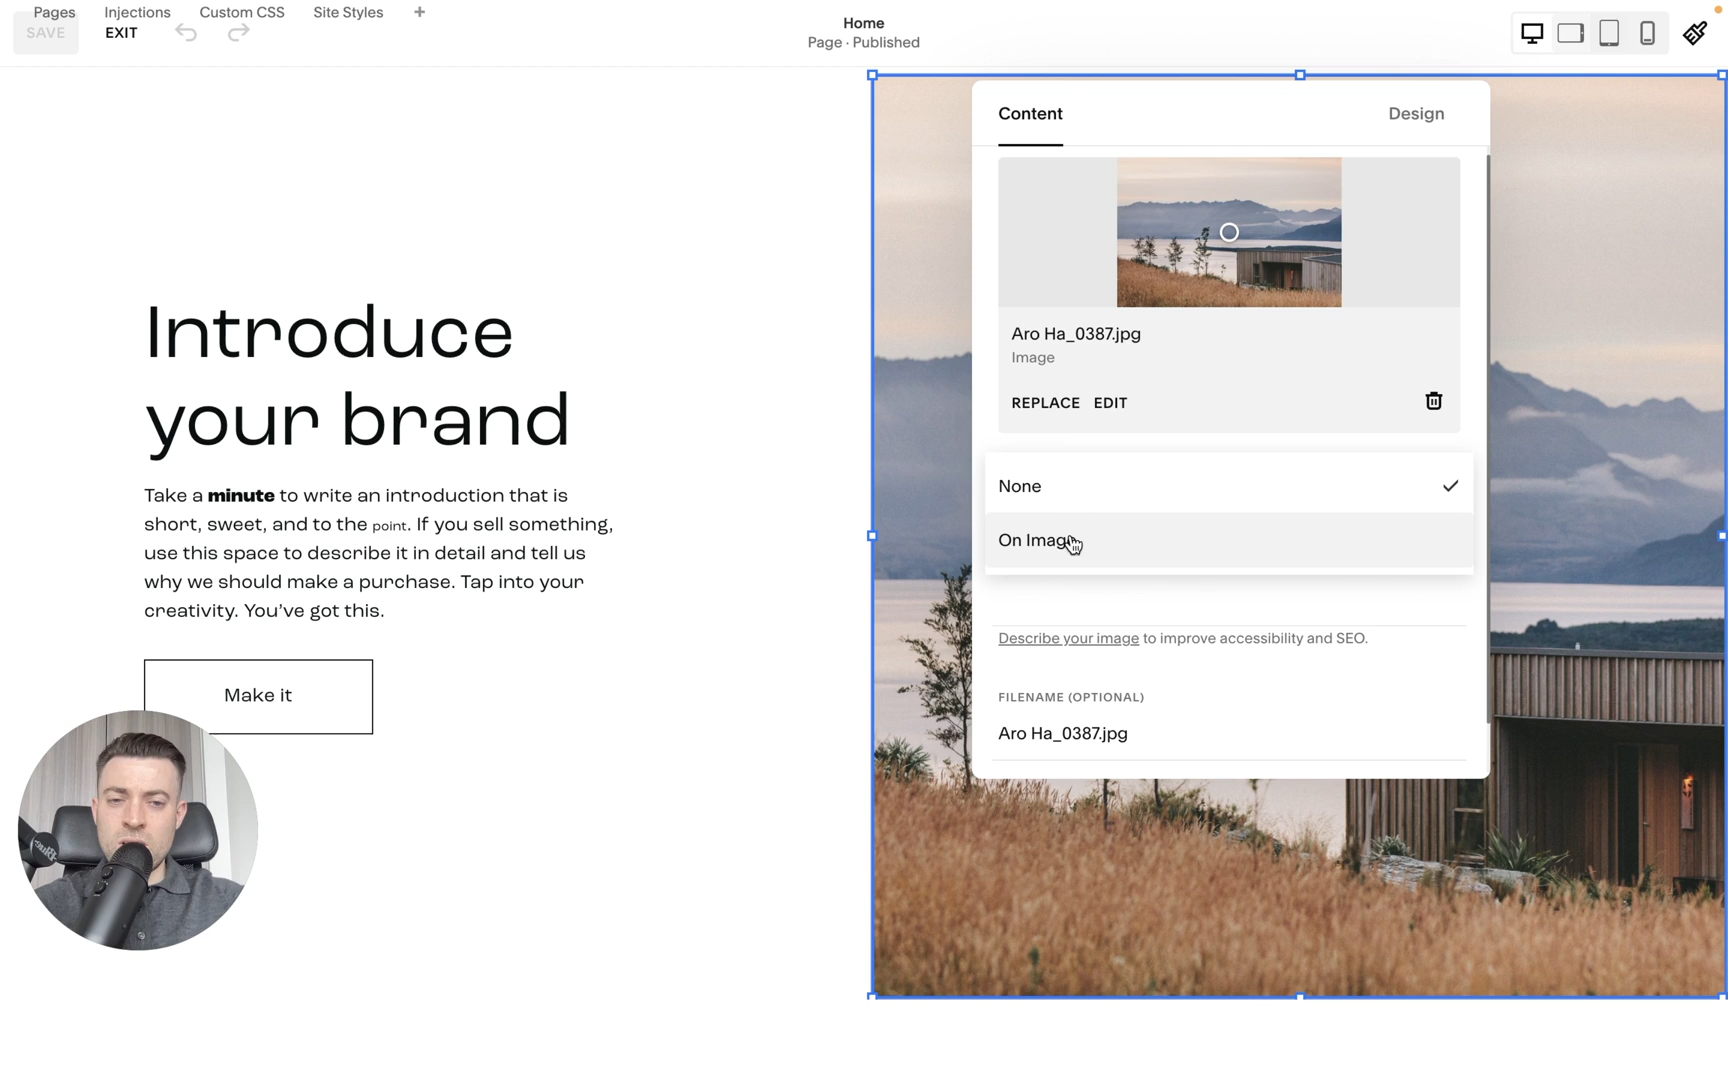 Pages Injections Custom CSS Site Styles +
SAVE EXIT
Home
Page · Published
Content Design
Aro Ha_0387.jpg
Image
REPLACE EDIT
None
On Image
Describe your image to improve accessibility and SEO.
FILENAME (OPTIONAL)
Aro Ha_0387.jpg
Introduce
your brand
Take a minute to write an introduction that is
short, sweet, and to the point. If you sell something,
use this space to describe it in detail and tell us
why we should make a purchase. Tap into your
creativity. You've got this.
Make it